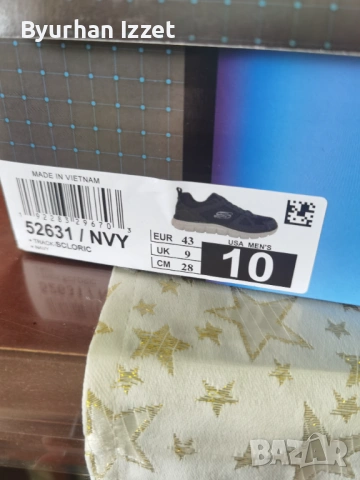 Byurhan Izzet
MADE IN VIETNAM
52631 / NVY
• TRACK-SCLORIC
• NAVY
EUR 43
UK 9
CM 28
USA MEN'S
10
BAZAR